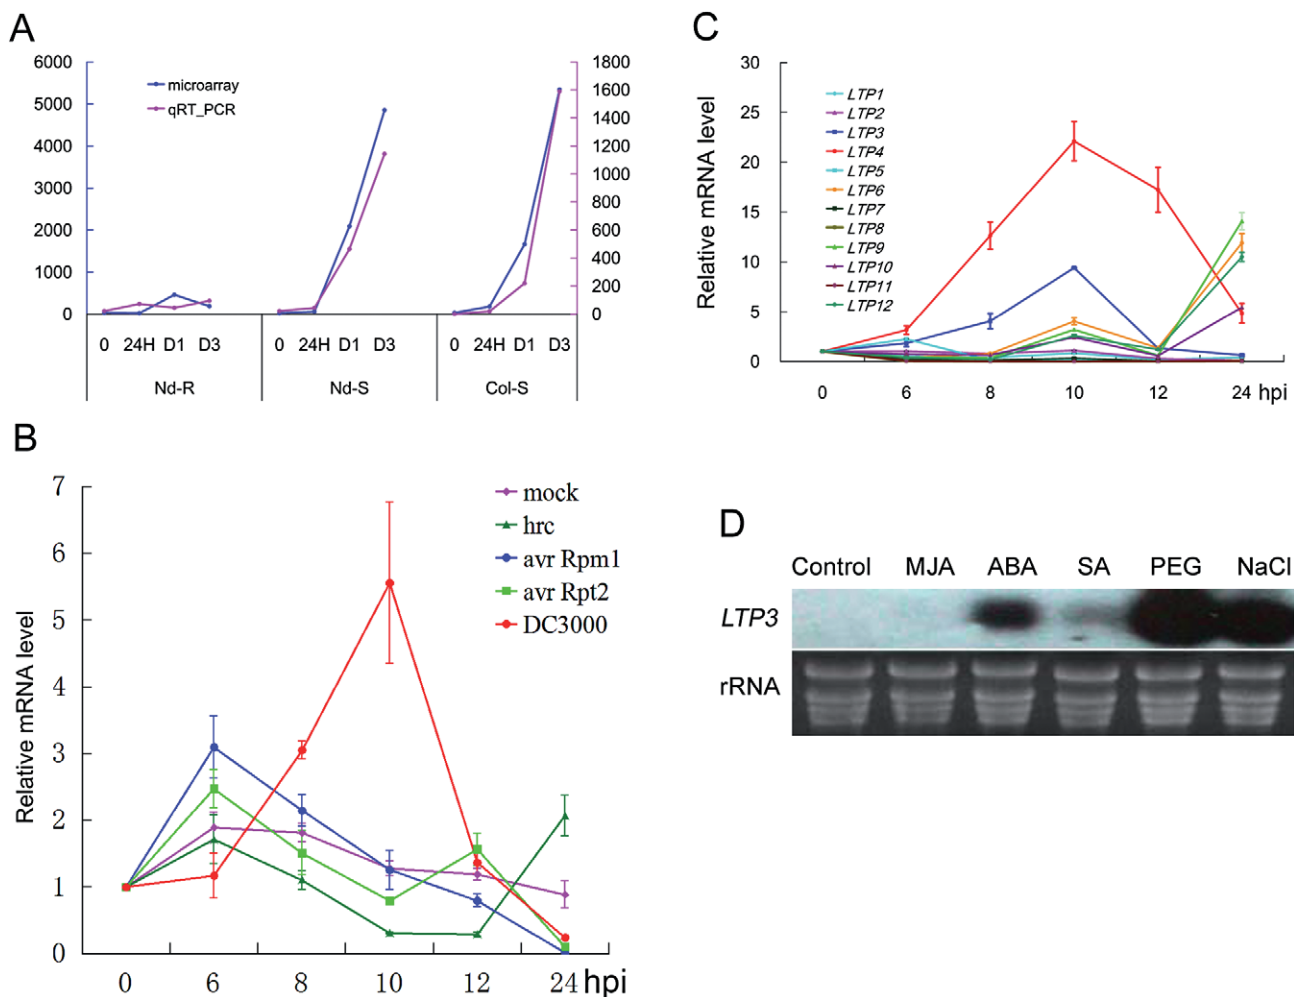 A
6000
5000
4000
3000
2000
1000
0
microarray
qRT_PCR
1800
1600
1400
1200
1000
800
600
400
200
0
0 24H D1 D3 0 24H D1 D3 0 24H D1 D3
Nd-R Nd-S Col-S
C
Relative mRNA level
30
25
20
15
10
5
0
LTP1
LTP2
LTP3
LTP4
LTP5
LTP6
LTP7
LTP8
LTP9
LTP10
LTP11
LTP12
0 6 8 10 12 24 hpi
B
Relative mRNA level
7
6
5
4
3
2
1
0
mock
hrc
avr Rpm1
avr Rpt2
DC3000
0 6 8 10 12 24 hpi
D
Control MJA ABA SA PEG NaCl
LTP3
rRNA